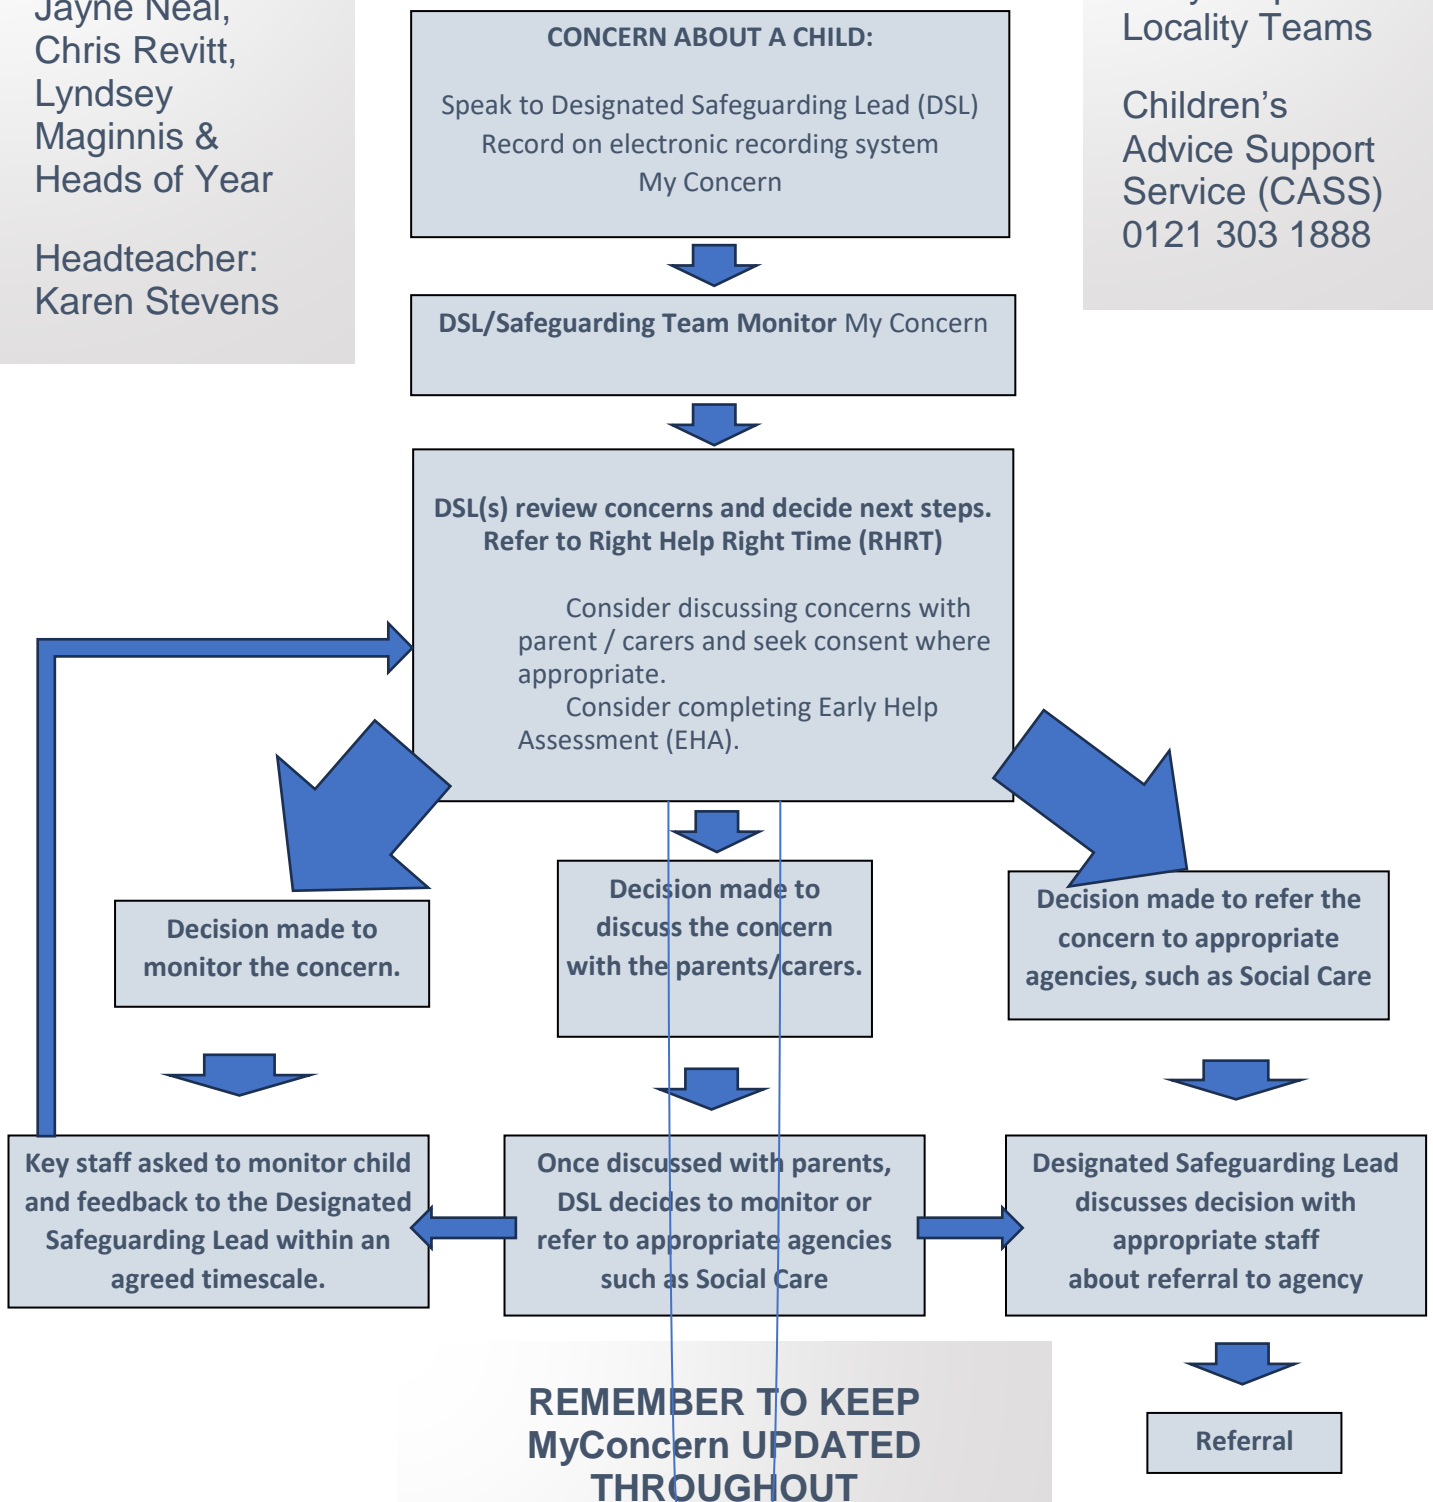 Jayne Neal,
Chris Revitt,
Lyndsey
Maginnis &
Heads of Year
Headteacher:
Karen Stevens
CONCERN ABOUT A CHILD:
Speak to Designated Safeguarding Lead (DSL)
Record on electronic recording system
My Concern
Locality Teams
Children’s
Advice Support
Service (CASS)
0121 303 1888
DSL/Safeguarding Team Monitor My Concern
DSL(s) review concerns and decide next steps.
Refer to Right Help Right Time (RHRT)
Consider discussing concerns with
parent / carers and seek consent where
appropriate.
Consider completing Early Help
Assessment (EHA).
Decision made to
monitor the concern.
Decision made to
discuss the concern
with the parents/carers.
Decision made to refer the
concern to appropriate
agencies, such as Social Care
Key staff asked to monitor child
and feedback to the Designated
Safeguarding Lead within an
agreed timescale.
Once discussed with parents,
DSL decides to monitor or
refer to appropriate agencies
such as Social Care
Designated Safeguarding Lead
discusses decision with
appropriate staff
about referral to agency
REMEMBER TO KEEP
MyConcern UPDATED
THROUGHOUT
Referral